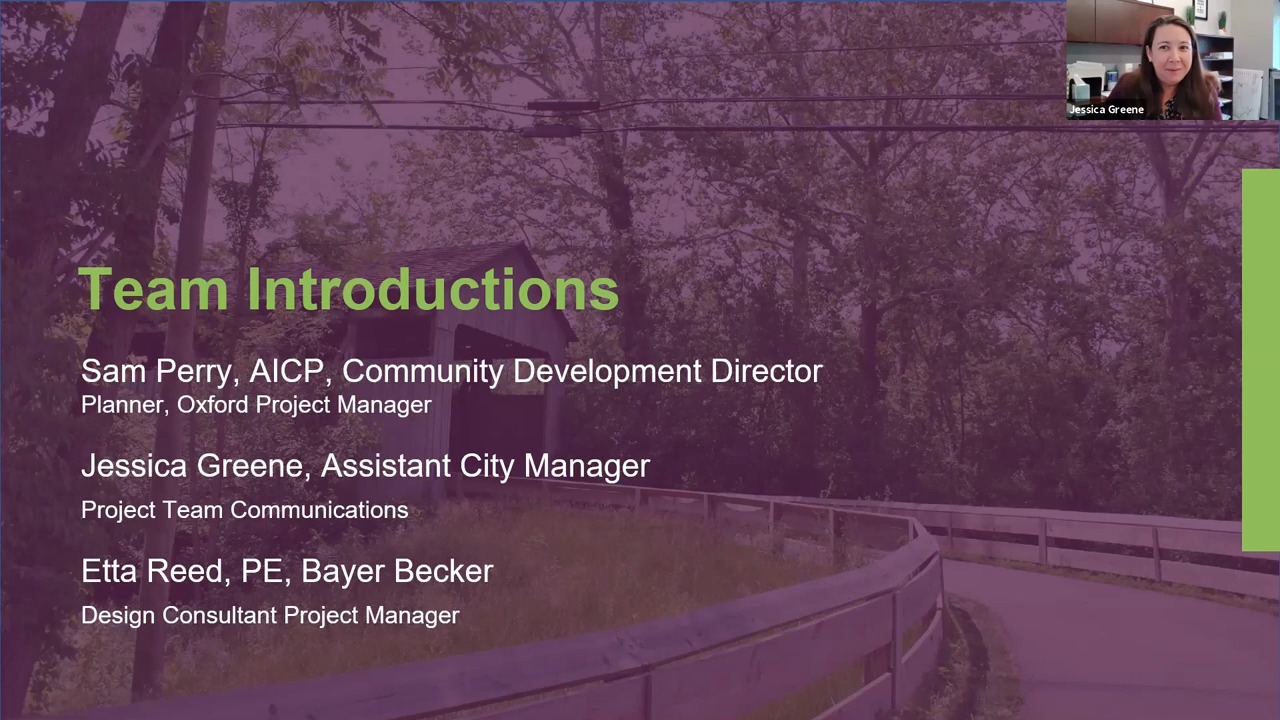 Jessica Greene
Team Introductions
Sam Perry, AICP, Community Development Director
Planner, Oxford Project Manager
Jessica Greene, Assistant City Manager
Project Team Communications
Etta Reed, PE, Bayer Becker
Design Consultant Project Manager